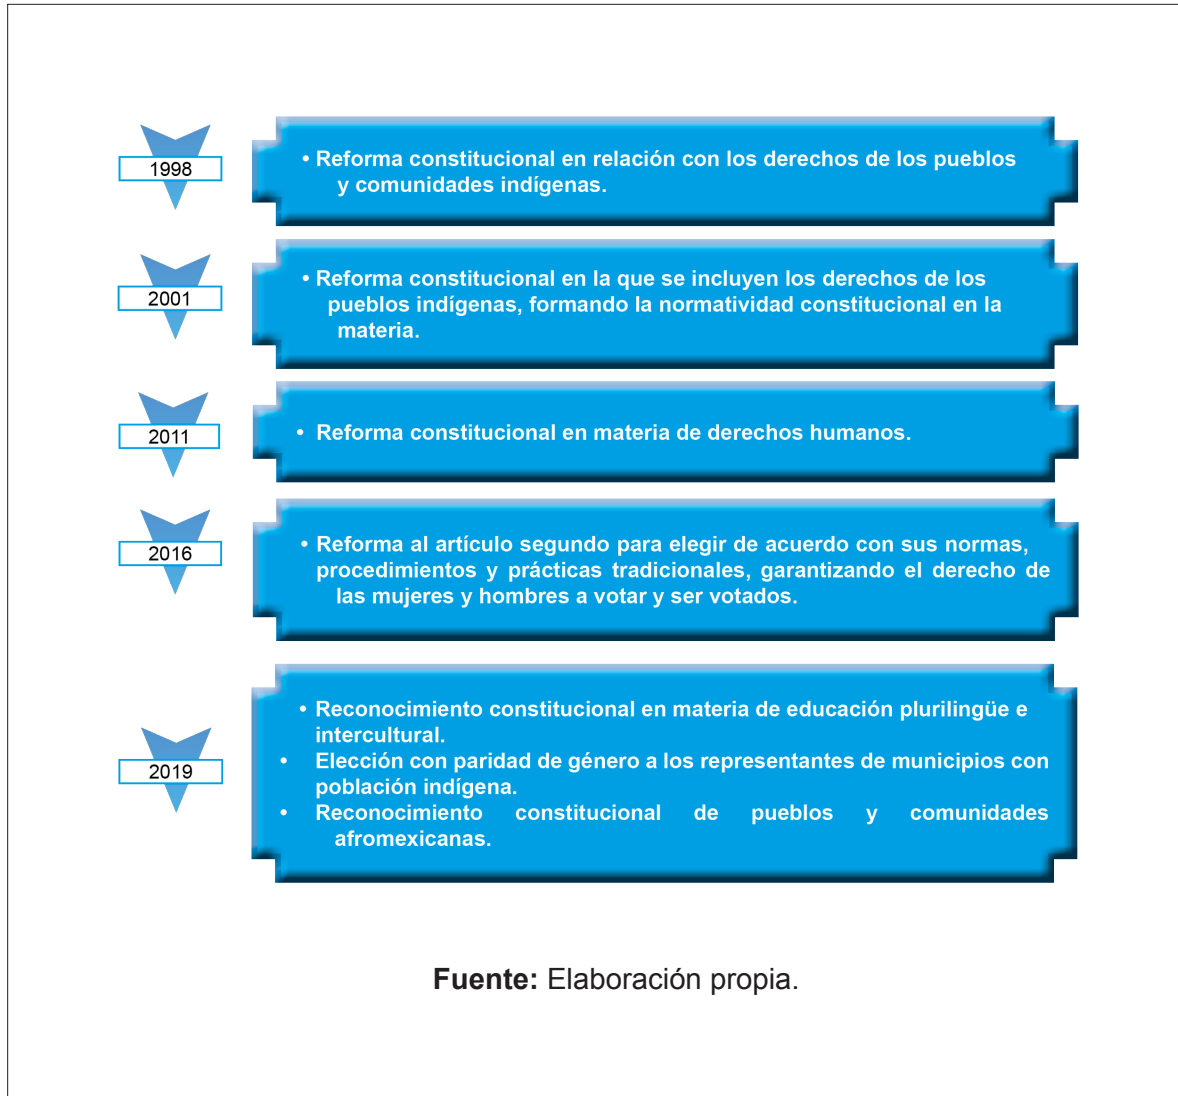 1998
• Reforma constitucional en relación con los derechos de los pueblos
y comunidades indígenas.
2001
• Reforma constitucional en la que se incluyen los derechos de los
pueblos indígenas, formando la normatividad constitucional en la
materia.
2011
• Reforma constitucional en materia de derechos humanos.
2016
• Reforma al artículo segundo para elegir de acuerdo con sus normas,
procedimientos y prácticas tradicionales, garantizando el derecho de
las mujeres y hombres a votar y ser votados.
2019
• Reconocimiento constitucional en materia de educación plurilingüe e
intercultural.
• Elección con paridad de género a los representantes de municipios con
población indígena.
• Reconocimiento constitucional de pueblos y comunidades
afromexicanas.
Fuente: Elaboración propia.